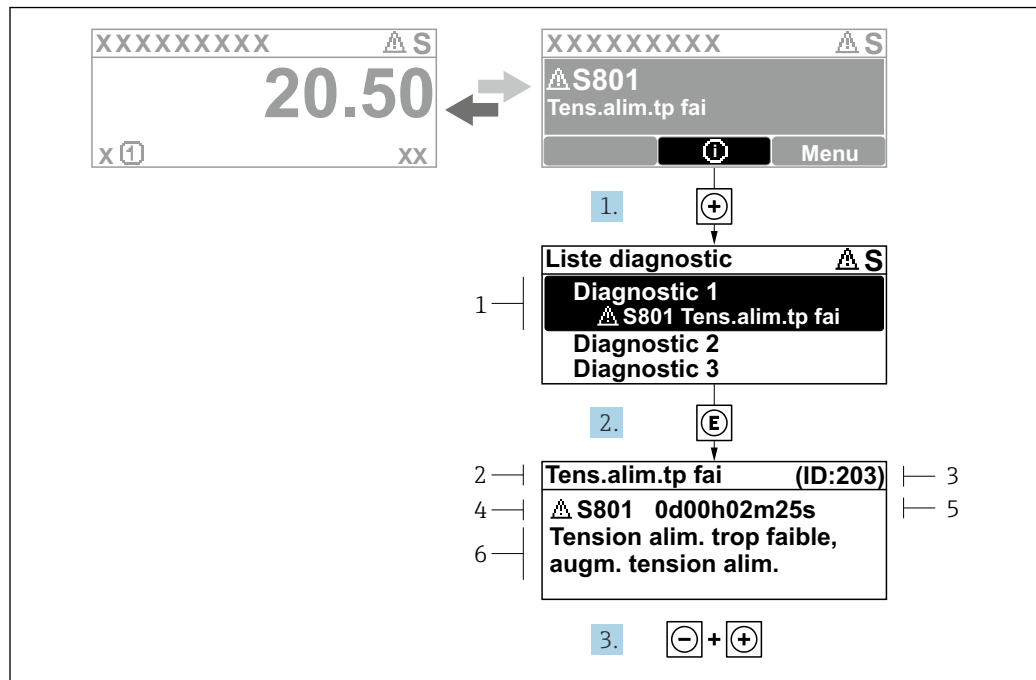 XXXXXXXXX ⚠ S
20.50
x ① xx
XXXXXXXXX ⚠ S
⚠ S801
Tens.alim.tp fai
ⓘ Menu
1. +
Liste diagnostic ⚠ S
1
Diagnostic 1
⚠ S801 Tens.alim.tp fai
Diagnostic 2
Diagnostic 3
2. E
2 Tens.alim.tp fai (ID:203) 3
4 ⚠ S801 0d00h02m25s 5
6
Tension alim. trop faible,
augm. tension alim.
3. − + +